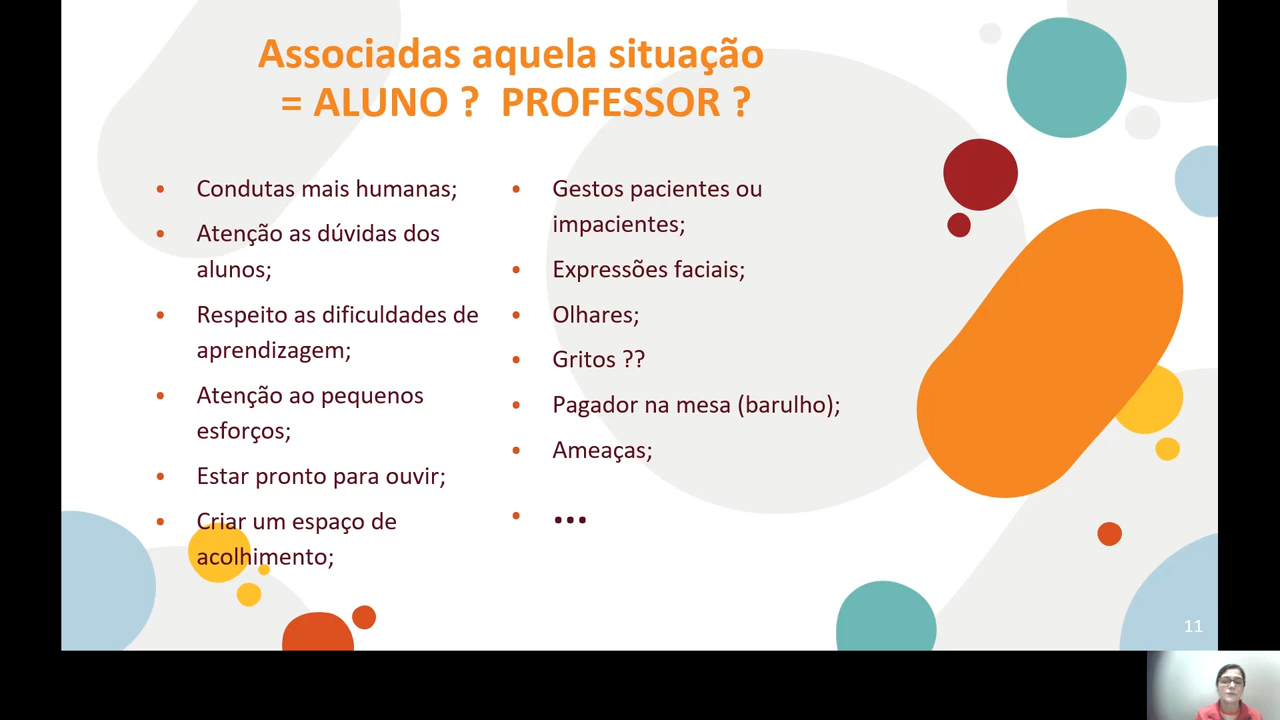 Associadas aquela situação
= ALUNO ? PROFESSOR ?
• Condutas mais humanas;
• Atenção as dúvidas dos
alunos;
• Respeito as dificuldades de
aprendizagem;
• Atenção ao pequenos
esforços;
• Estar pronto para ouvir;
• Criar um espaço de
acolhimento;
• Gestos pacientes ou
impacientes;
• Expressões faciais;
• Olhares;
• Gritos ??
• Pagador na mesa (barulho);
• Ameaças;
• ...
11